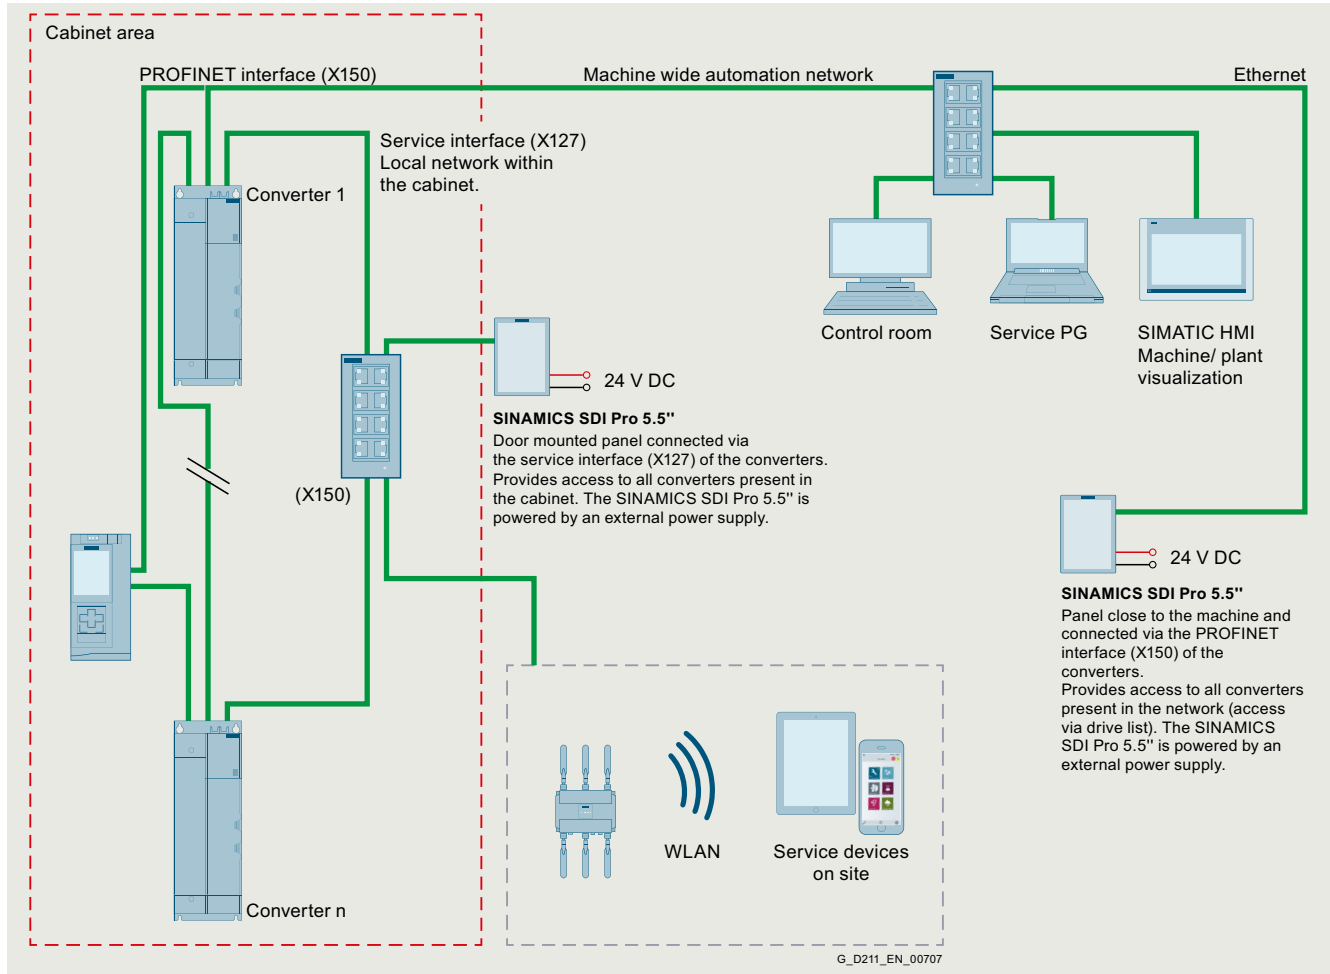 Cabinet area
PROFINET interface (X150)
Machine wide automation network
Ethernet
Service interface (X127)
Local network within
the cabinet.
Converter 1
Control room
Service PG
SIMATIC HMI
Machine/ plant
visualization
24 V DC
SINAMICS SDI Pro 5.5"
Door mounted panel connected via
the service interface (X127) of the converters.
Provides access to all converters present in
the cabinet. The SINAMICS SDI Pro 5.5" is
powered by an external power supply.
(X150)
24 V DC
SINAMICS SDI Pro 5.5"
Panel close to the machine and
connected via the PROFINET
interface (X150) of the
converters.
Provides access to all converters
present in the network (access
via drive list). The SINAMICS
SDI Pro 5.5" is powered by an
external power supply.
WLAN
Service devices
on site
Converter n
G_D211_EN_00707